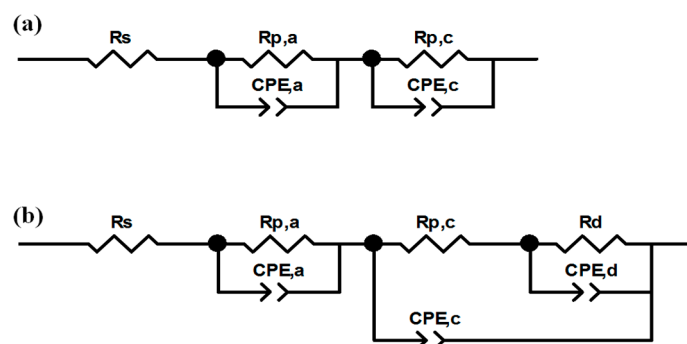 (a)
Rs Rp,a Rp,c
CPE,a CPE,c
(b)
Rs Rp,a Rp,c Rd
CPE,a CPE,d
CPE,c